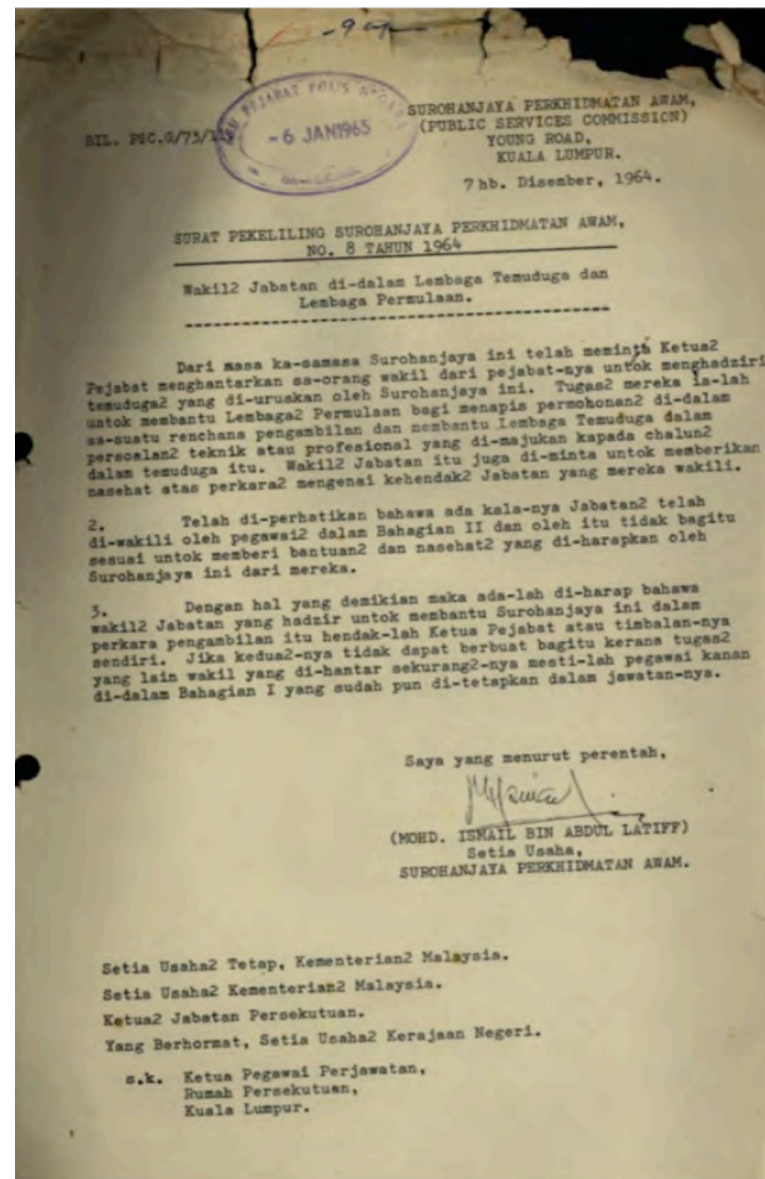 SUROHANJAYA PERKHIDMATAN AWAM,
(PUBLIC SERVICES COMMISSION)
YOUNG ROAD,
KUALA LUMPUR.
BIL. PSC.G/73/
PEJABAT POLIS
-6 JAN1965
7 hb. Disember, 1964.
SURAT PEKELILING SUROHANJAYA PERKHIDMATAN AWAM,
NO. 8 TAHUN 1964
Wakil2 Jabatan di-dalam Lembaga Temuduga dan
Lembaga Permulaan.
Dari masa ka-samasa Surohanjaya ini telah meminta Ketua2
Pejabat menghantarkan sa-orang wakil dari pejabat-nya untok menghadziri
temuduga2 yang di-uruskan oleh Surohanjaya ini. Tugas2 mereka ia-lah
untok membantu Lembaga2 Permulaan bagi menapis permohonan2 di-dalam
sa-suatu renchana pengambilan dan membantu Lembaga Temuduga dalam
persoalan2 teknik atau profesional yang di-majukan kapada chalun2
dalam temuduga itu. Wakil2 Jabatan itu juga di-minta untok memberikan
nasehat atas perkara2 mengenai kehendak2 Jabatan yang mereka wakili.
2. Telah di-perhatikan bahawa ada kala-nya Jabatan2 telah
di-wakili oleh pegawai2 dalam Bahagian II dan oleh itu tidak bagitu
sesuai untok memberi bantuan2 dan nasehat2 yang di-harapkan oleh
Surohanjaya ini dari mereka.
3. Dengan hal yang demikian maka ada-lah di-harap bahawa
wakil2 Jabatan yang hadzir untok membantu Surohanjaya ini dalam
perkara pengambilan itu hendak-lah Ketua Pejabat atau timbalan-nya
sendiri. Jika kedua2-nya tidak dapat berbuat bagitu kerana tugas2
yang lain wakil yang di-hantar sekurang2-nya mesti-lah pegawai kanan
di-dalam Bahagian I yang sudah pun di-tetapkan dalam jawatan-nya.
Saya yang menurut perentah,
(MOHD. ISMAIL BIN ABDUL LATIFF)
Setia Usaha,
SUROHANJAYA PERKHIDMATAN AWAM.
Setia Usaha2 Tetap, Kementerian2 Malaysia.
Setia Usaha2 Kementerian2 Malaysia.
Ketua2 Jabatan Persekutuan.
Yang Berhormat, Setia Usaha2 Kerajaan Negeri.
s.k. Ketua Pegawai Perjawatan,
Rumah Persekutuan,
Kuala Lumpur.